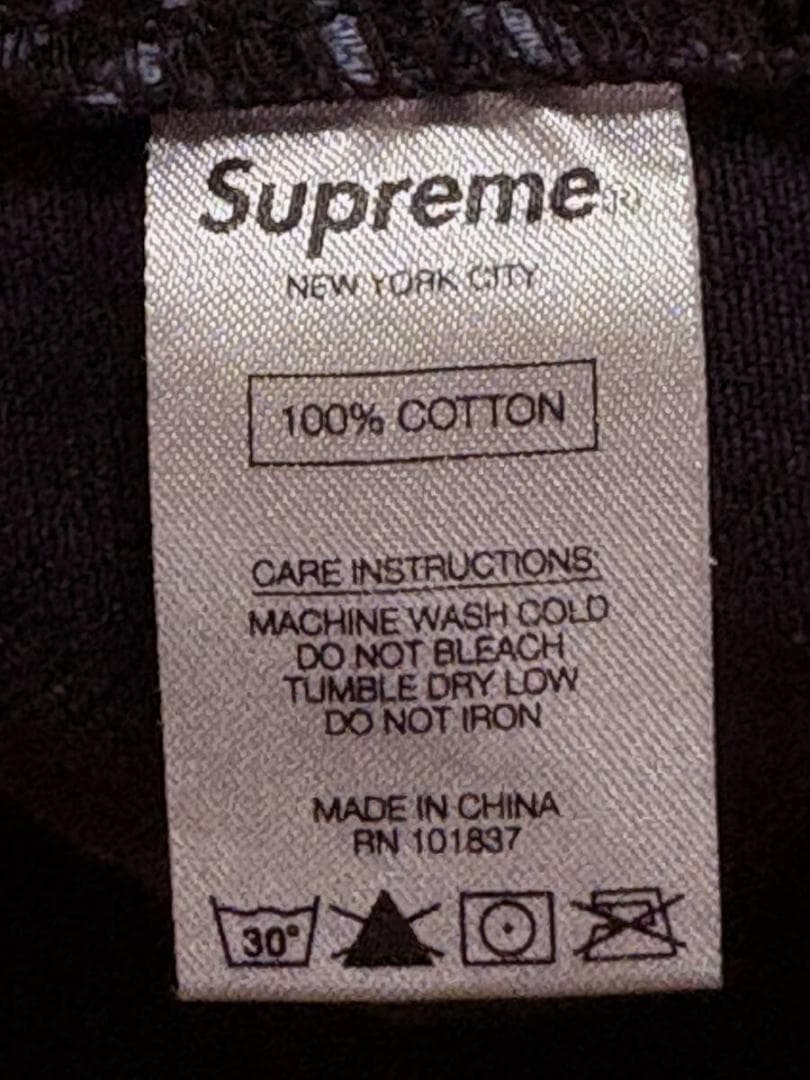 Supreme®
NEW YORK CITY
100% COTTON
CARE INSTRUCTIONS:
MACHINE WASH COLD
DO NOT BLEACH
TUMBLE DRY LOW
DO NOT IRON
MADE IN CHINA
RN 101837
30°